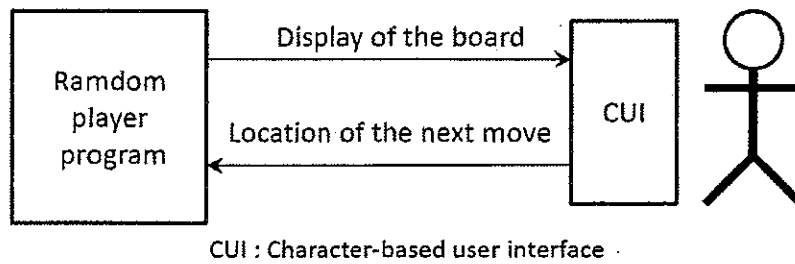 Display of the board
Ramdom
player
program
CUI
Location of the next move
CUI : Character-based user interface